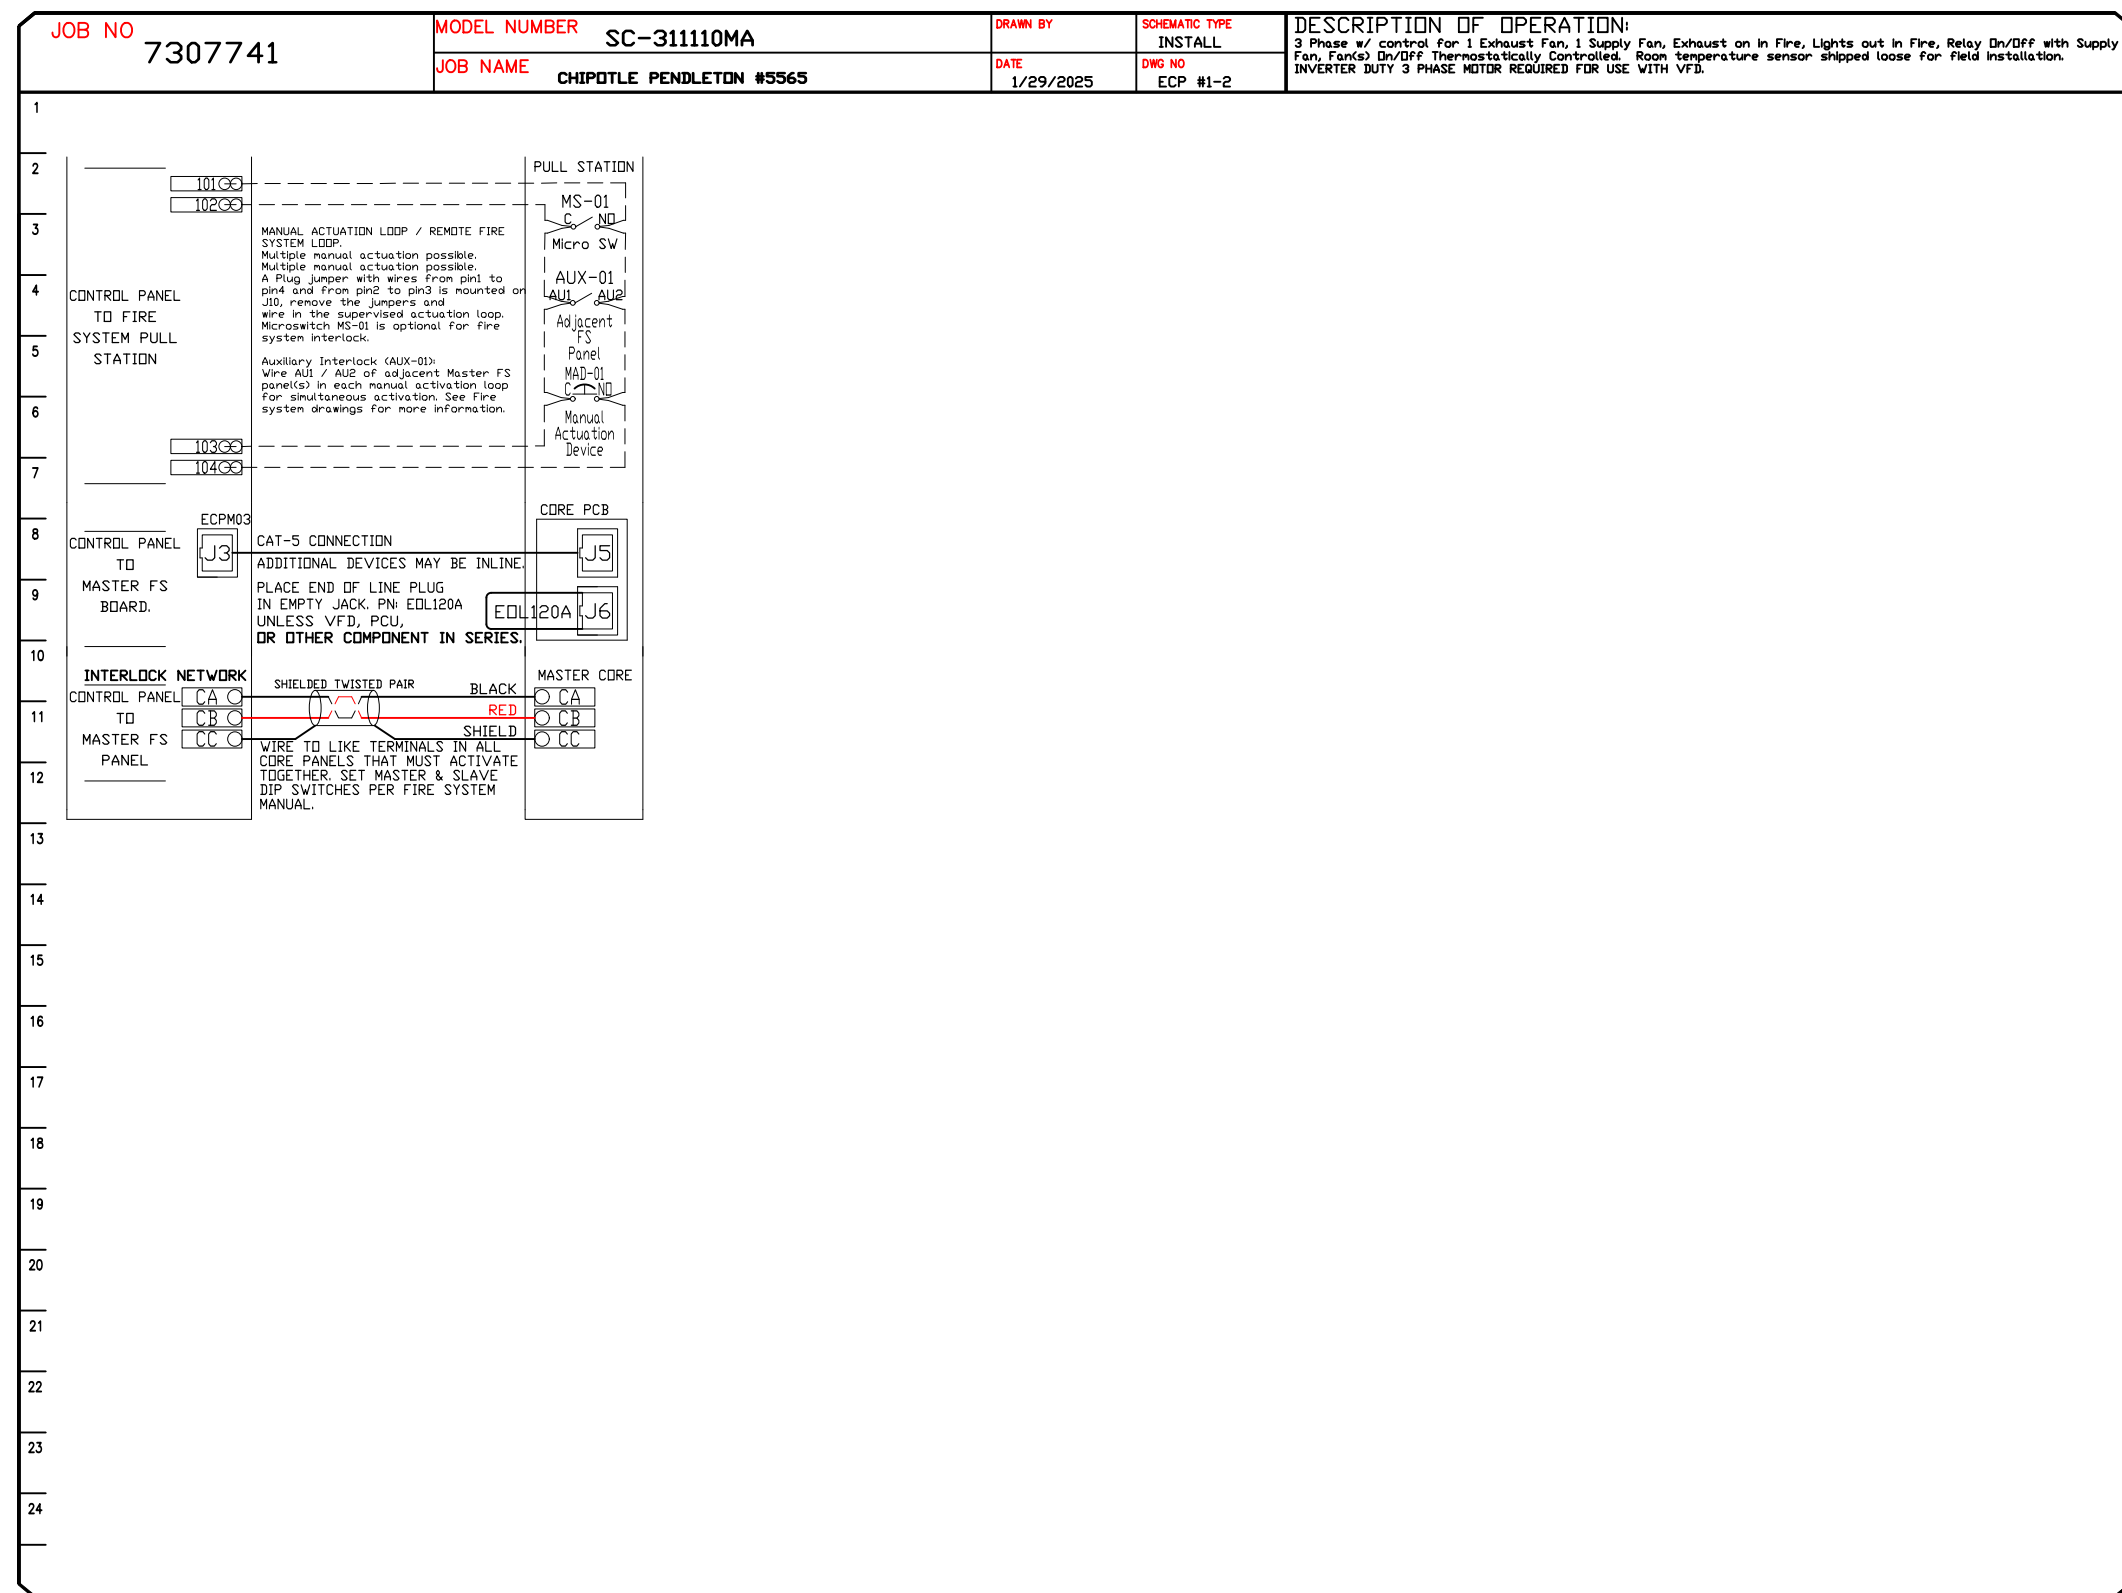 JOB NO
7307741
MODEL NUMBER
SC-311110MA
JOB NAME
CHIPOTLE PENDLETON #5565
DRAWN BY
DATE
1/29/2025
SCHEMATIC TYPE
INSTALL
DWG NO
ECP #1-2
DESCRIPTION OF OPERATION:
3 Phase w/ control for 1 Exhaust Fan, 1 Supply Fan, Exhaust on in Fire, Lights out in Fire, Relay On/Off with Supply
Fan, Fan(s) On/Off Thermostatically Controlled. Room temperature sensor shipped loose for field installation.
INVERTER DUTY 3 PHASE MOTOR REQUIRED FOR USE WITH VFD.
1
2
3
4
5
6
7
8
9
10
11
12
13
14
15
16
17
18
19
20
21
22
23
24
CONTROL PANEL
TO FIRE
SYSTEM PULL
STATION
101
102
103
104
MANUAL ACTUATION LOOP / REMOTE FIRE
SYSTEM LOOP.
Multiple manual actuation possible.
Multiple manual actuation possible.
A Plug jumper with wires from pin1 to
pin4 and from pin2 to pin3 is mounted on
J10, remove the jumpers and
wire in the supervised actuation loop.
Microswitch MS-01 is optional for fire
system interlock.
Auxiliary Interlock (AUX-01):
Wire AU1 / AU2 of adjacent Master FS
panel(s) in each manual activation loop
for simultaneous activation. See Fire
system drawings for more information.
PULL STATION
MS-01
C NO
Micro SW
AUX-01
AU1 AU2
Adjacent
FS
Panel
MAD-01
C NO
Manual
Actuation
Device
CONTROL PANEL
TO
MASTER FS
BOARD.
ECPM03
J3
CAT-5 CONNECTION
ADDITIONAL DEVICES MAY BE INLINE.
PLACE END OF LINE PLUG
IN EMPTY JACK. PN: EOL120A
UNLESS VFD, PCU,
OR OTHER COMPONENT IN SERIES.
CORE PCB
J5
EOL120A
J6
INTERLOCK NETWORK
CONTROL PANEL
TO
MASTER FS
PANEL
CA
CB
CC
SHIELDED TWISTED PAIR
BLACK
RED
SHIELD
WIRE TO LIKE TERMINALS IN ALL
CORE PANELS THAT MUST ACTIVATE
TOGETHER. SET MASTER & SLAVE
DIP SWITCHES PER FIRE SYSTEM
MANUAL.
MASTER CORE
CA
CB
CC